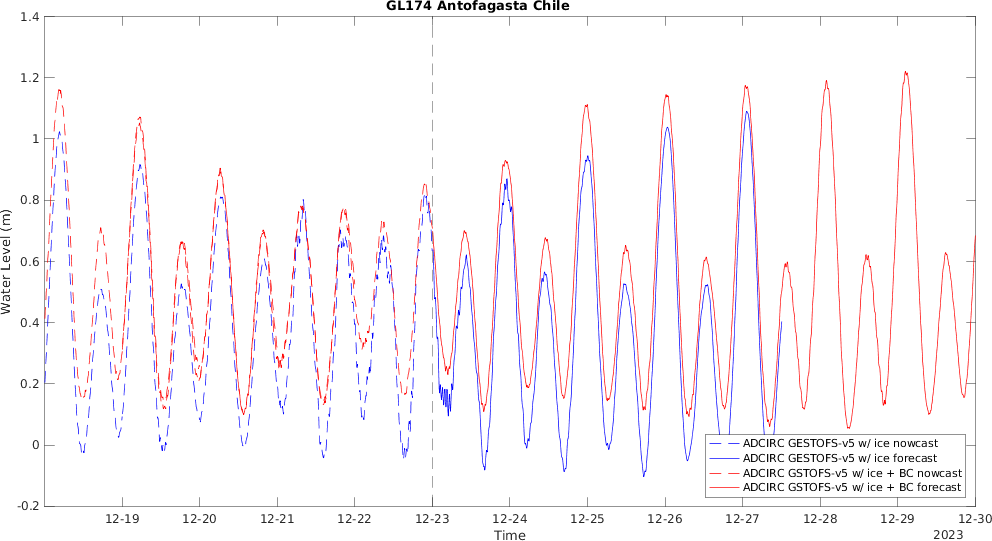 GL174 Antofagasta Chile
1.4
1.2
1
0.8
0.6
0.4
0.2
0
-0.2
Water Level (m)
ADCIRC GESTOFS-v5 w/ ice nowcast
ADCIRC GESTOFS-v5 w/ ice forecast
ADCIRC GSTOFS-v5 w/ ice + BC nowcast
ADCIRC GSTOFS-v5 w/ ice + BC forecast
12-19 12-20 12-21 12-22 12-23 12-24 12-25 12-26 12-27 12-28 12-29 12-30
Time
2023